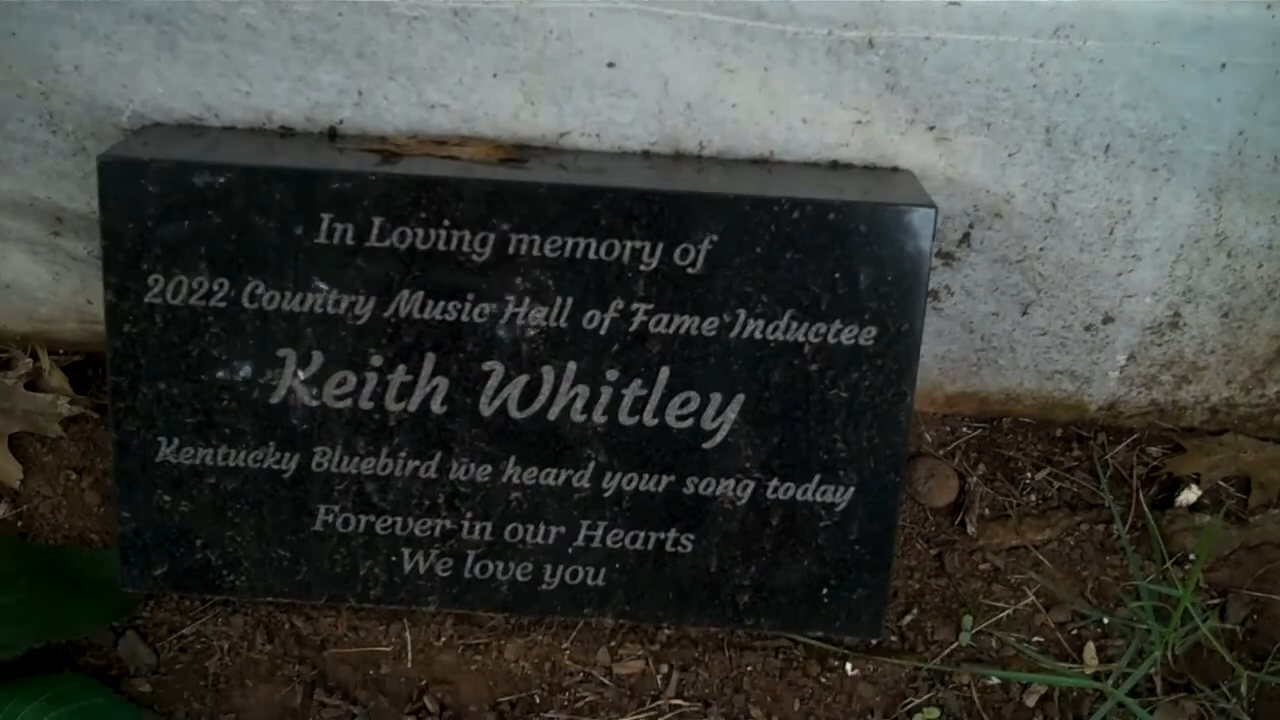 In Loving memory of
2022 Country Music Hall of Fame Inductee
Keith Whitley
Kentucky Bluebird we heard your song today
Forever in our Hearts
We love you